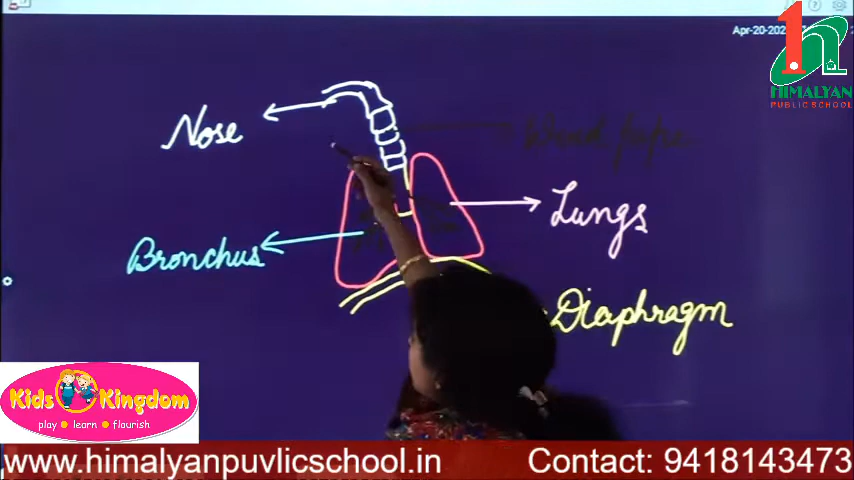 Apr-20-202
1
HIMALYAN
PUBLIC SCHOOL
Nose
Wind pipe
Lungs
Bronchus
Diaphragm
Kids Kingdom
play learn flourish
www.himalyanpuvlicschool.in Contact: 9418143473